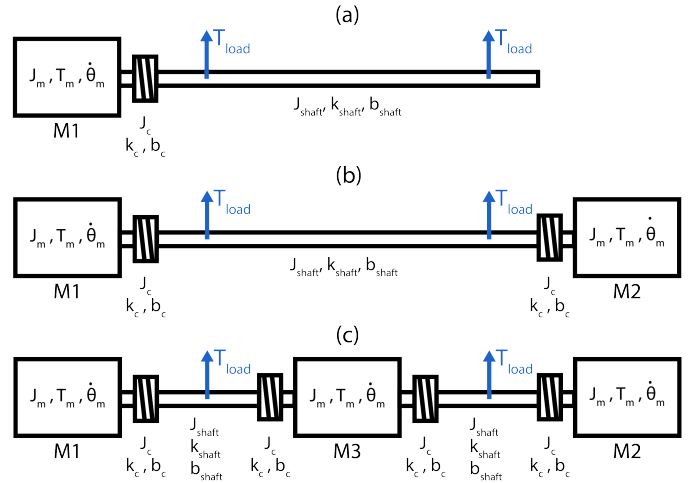 (a)
T_load T_load
J_m , T_m , θ̇_m
J_shaft, k_shaft, b_shaft
M1 J_c
k_c , b_c
(b)
T_load T_load
J_m , T_m , θ̇_m J_m , T_m , θ̇_m
J_shaft, k_shaft, b_shaft
M1 J_c J_c M2
k_c , b_c k_c , b_c
(c)
T_load T_load
J_m , T_m , θ̇_m J_m , T_m , θ̇_m J_m , T_m , θ̇_m
J_shaft J_shaft
M1 J_c k_shaft J_c M3 J_c k_shaft J_c M2
k_c , b_c b_shaft k_c , b_c k_c , b_c b_shaft k_c , b_c